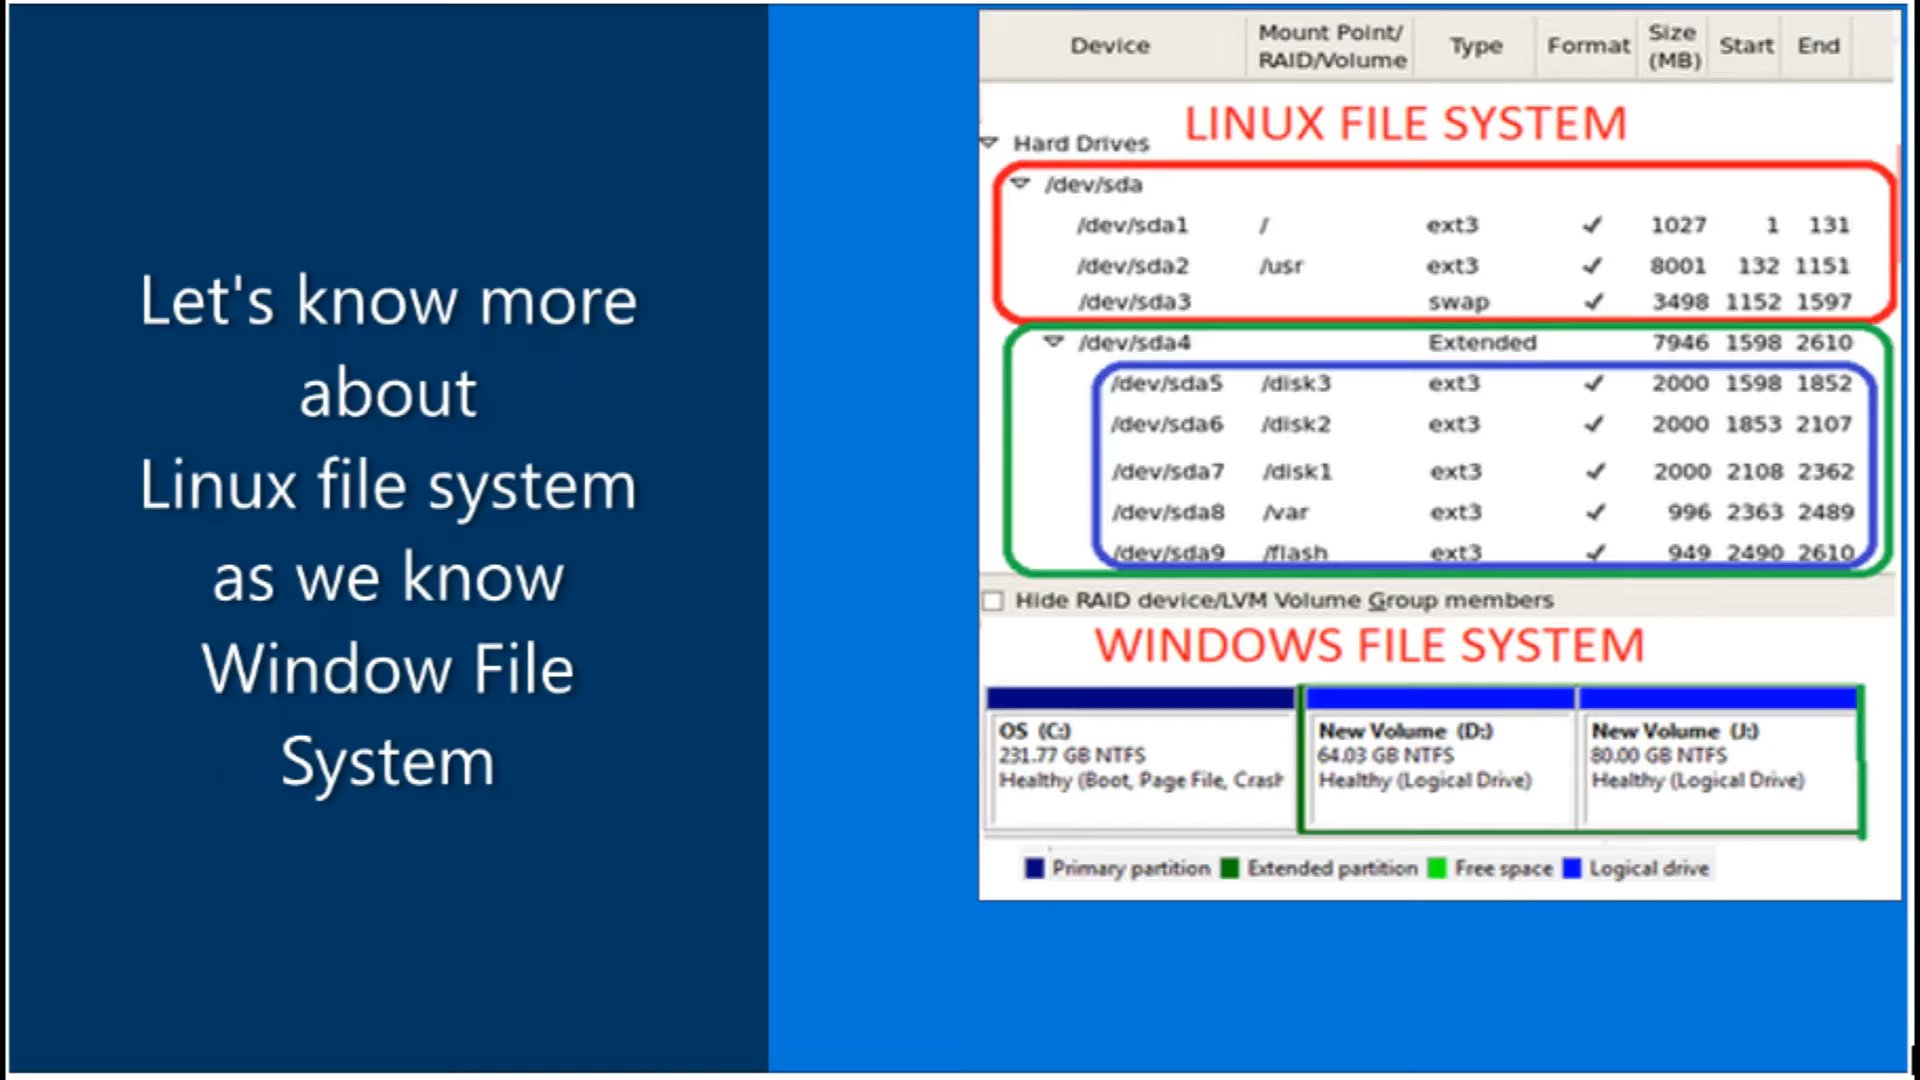 Let's know more
about
Linux file system
as we know
Window File
System
Device Mount Point/ RAID/Volume Type Format Size (MB) Start End
LINUX FILE SYSTEM
Hard Drives
/dev/sda
/dev/sda1 / ext3 ✓ 1027 1 131
/dev/sda2 /usr ext3 ✓ 8001 132 1151
/dev/sda3 swap ✓ 3498 1152 1597
/dev/sda4 Extended 7946 1598 2610
/dev/sda5 /disk3 ext3 ✓ 2000 1598 1852
/dev/sda6 /disk2 ext3 ✓ 2000 1853 2107
/dev/sda7 /disk1 ext3 ✓ 2000 2108 2362
/dev/sda8 /var ext3 ✓ 996 2363 2489
/dev/sda9 /flash ext3 ✓ 949 2490 2610
Hide RAID device/LVM Volume Group members
WINDOWS FILE SYSTEM
OS (C:) New Volume (D:) New Volume (J:)
231.77 GB NTFS 64.03 GB NTFS 80.00 GB NTFS
Healthy (Boot, Page File, Crash Healthy (Logical Drive) Healthy (Logical Drive)
Primary partition Extended partition Free space Logical drive